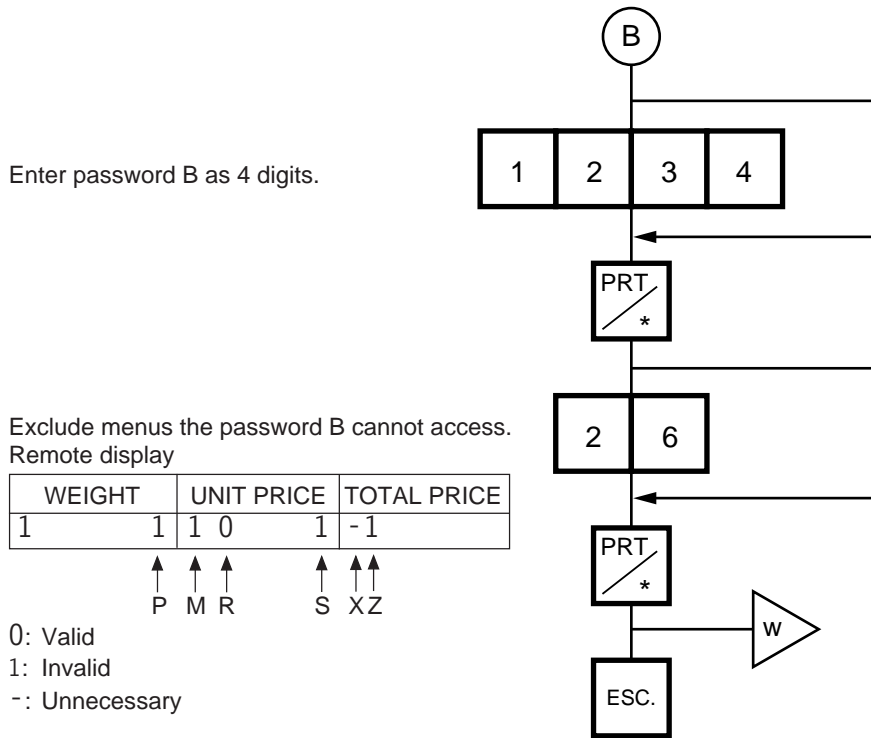 B
Enter password B as 4 digits.
1 2 3 4
PRT
*
Exclude menus the password B cannot access.
2 6
Remote display
WEIGHT UNIT PRICE TOTAL PRICE
1 1 1 0 1 -1
PRT
*
P M R S X Z
0: Valid
W
1: Invalid
-: Unnecessary
ESC.